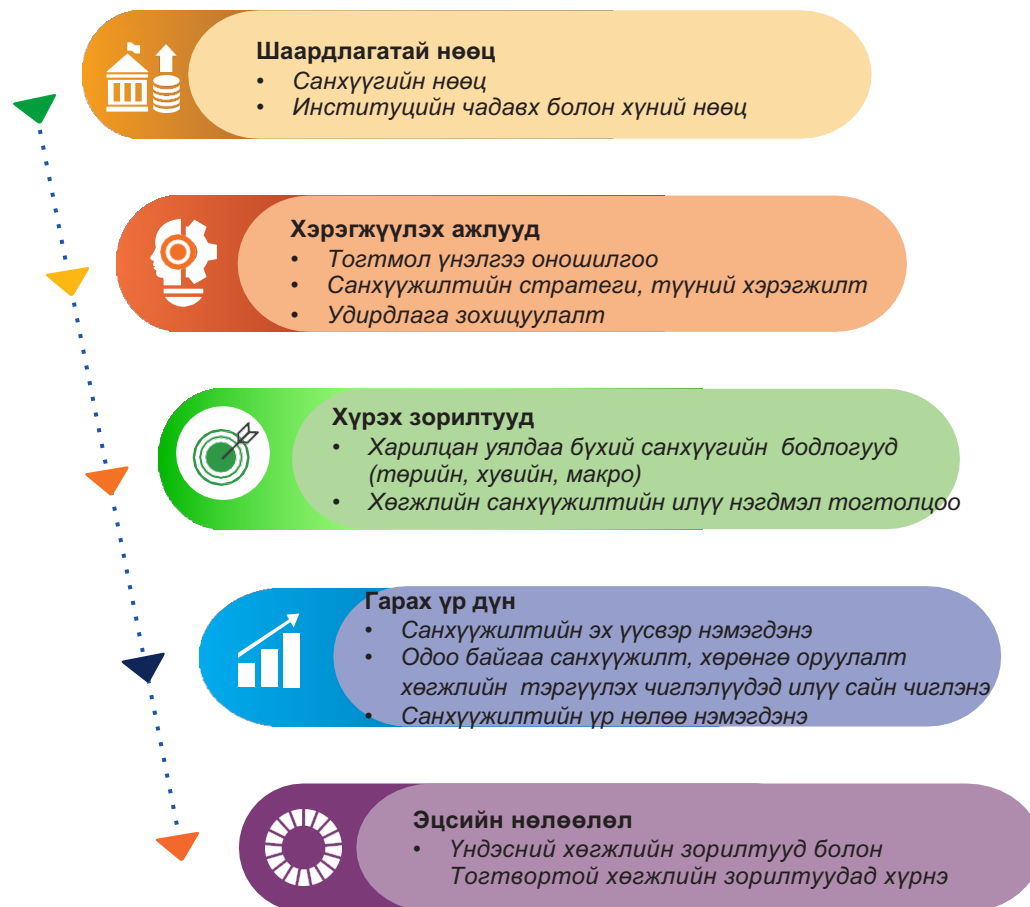 Шаардлагатай нөөц
• Санхүүгийн нөөц
• Институцийн чадавх болон хүний нөөц
Хэрэгжүүлэх ажлууд
• Тогтмол үнэлгээ оношилгоо
• Санхүүжилтийн стратеги, түүний хэрэгжилт
• Удирдлага зохицуулалт
Хүрэх зорилтууд
• Харилцан уялдаа бүхий санхүүгийн бодлогууд
(төрийн, хувийн, макро)
• Хөгжлийн санхүүжилтийн илүү нэгдмэл тогтолцоо
Гарах үр дүн
• Санхүүжилтийн эх үүсвэр нэмэгдэнэ
• Одоо байгаа санхүүжилт, хөрөнгө оруулалт
хөгжлийн тэргүүлэх чиглэлүүдэд илүү сайн чиглэнэ
• Санхүүжилтийн үр нөлөө нэмэгдэнэ
Эцсийн нөлөөлөл
• Үндэсний хөгжлийн зорилтууд болон
Тогтвортой хөгжлийн зорилтуудад хүрнэ